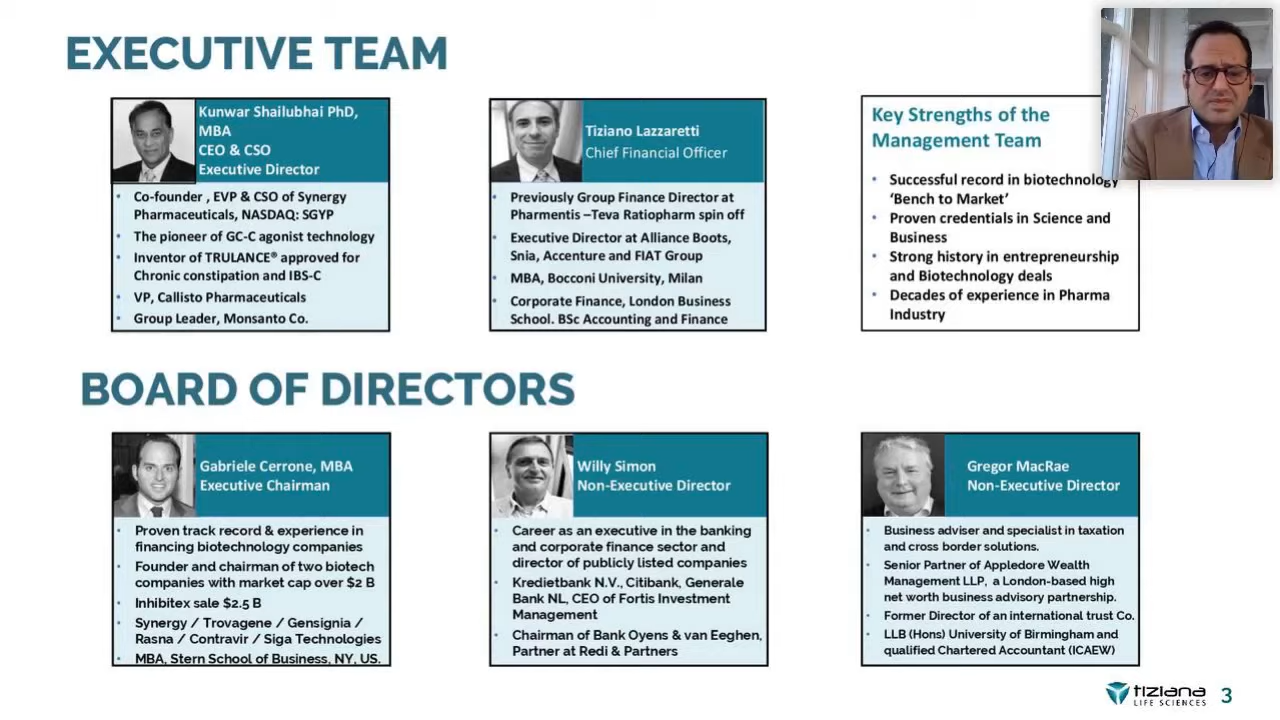 EXECUTIVE TEAM
Kunwar Shailubhai PhD,
MBA
CEO & CSO
Executive Director
• Co-founder , EVP & CSO of Synergy
Pharmaceuticals, NASDAQ: SGYP
• The pioneer of GC-C agonist technology
• Inventor of TRULANCE® approved for
Chronic constipation and IBS-C
• VP, Callisto Pharmaceuticals
• Group Leader, Monsanto Co.
Tiziano Lazzaretti
Chief Financial Officer
• Previously Group Finance Director at
Pharmentis –Teva Ratiopharm spin off
• Executive Director at Alliance Boots,
Snia, Accenture and FIAT Group
• MBA, Bocconi University, Milan
• Corporate Finance, London Business
School. BSc Accounting and Finance
Key Strengths of the
Management Team
• Successful record in biotechnology
‘Bench to Market’
• Proven credentials in Science and
Business
• Strong history in entrepreneurship
and Biotechnology deals
• Decades of experience in Pharma
Industry
BOARD OF DIRECTORS
Gabriele Cerrone, MBA
Executive Chairman
• Proven track record & experience in
financing biotechnology companies
• Founder and chairman of two biotech
companies with market cap over $2 B
• Inhibitex sale $2.5 B
• Synergy / Trovagene / Gensignia /
Rasna / Contravir / Siga Technologies
• MBA, Stern School of Business, NY, US.
Willy Simon
Non-Executive Director
• Career as an executive in the banking
and corporate finance sector and
director of publicly listed companies
• Kredietbank N.V., Citibank, Generale
Bank NL, CEO of Fortis Investment
Management
• Chairman of Bank Oyens & van Eeghen,
Partner at Redi & Partners
Gregor MacRae
Non-Executive Director
• Business adviser and specialist in taxation
and cross border solutions.
• Senior Partner of Appledore Wealth
Management LLP, a London-based high
net worth business advisory partnership.
• Former Director of an international trust Co.
• LLB (Hons) University of Birmingham and
qualified Chartered Accountant (ICAEW)
tiziana
LIFE SCIENCES
3